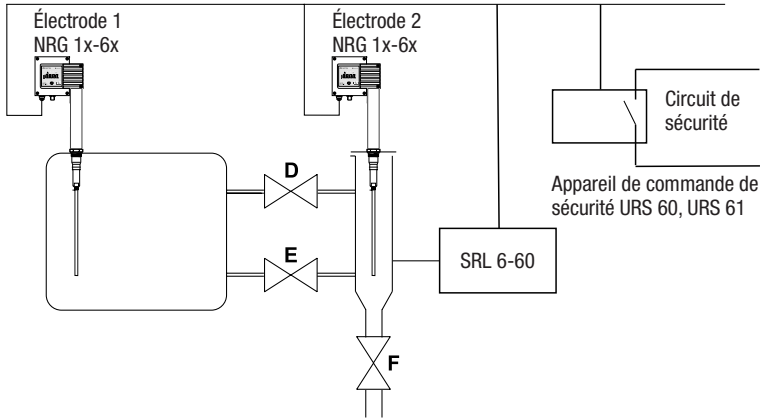 Électrode 1
NRG 1x-6x
Électrode 2
NRG 1x-6x
Circuit de
sécurité
Appareil de commande de
sécurité URS 60, URS 61
D
E
SRL 6-60
F